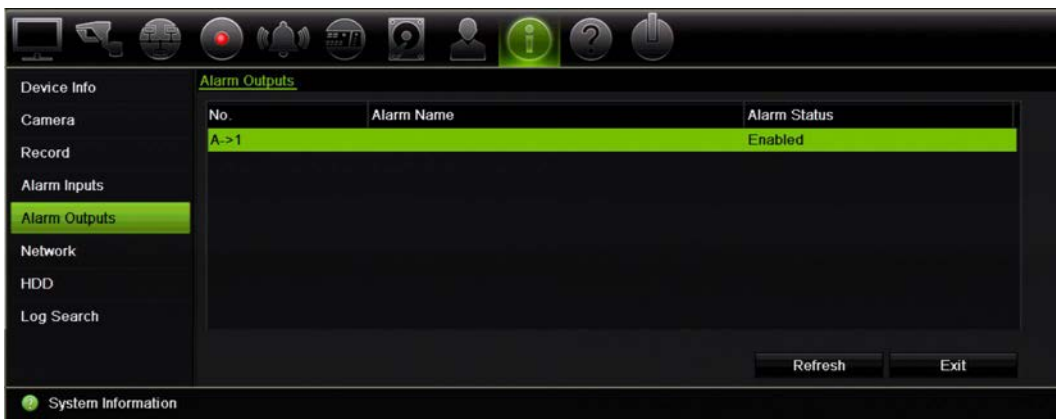 Device Info
Camera
Record
Alarm Inputs
Alarm Outputs
Network
HDD
Log Search
Alarm Outputs
No. Alarm Name Alarm Status
A->1 Enabled
Refresh Exit
System Information